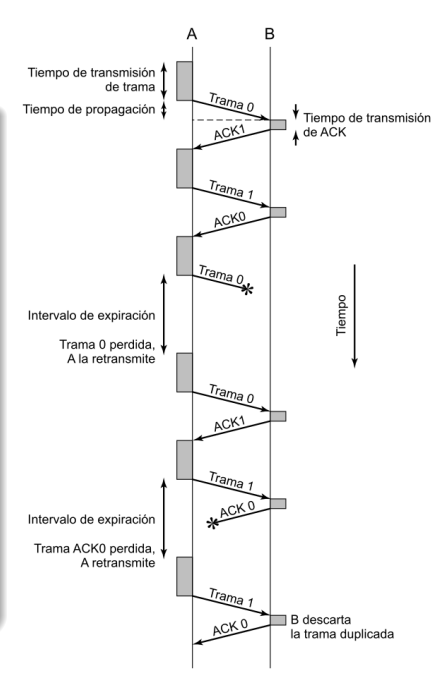 A
B
Tiempo de transmisión
de trama
Trama 0
Tiempo de propagación
Tiempo de transmisión
de ACK
ACK1
Trama 1
ACK0
Trama 0
Tiempo
Intervalo de expiración
Trama 0 perdida,
A la retransmite
Trama 0
ACK1
Trama 1
ACK 0
Intervalo de expiración
Trama ACK0 perdida,
A retransmite
Trama 1
B descarta
la trama duplicada
ACK 0